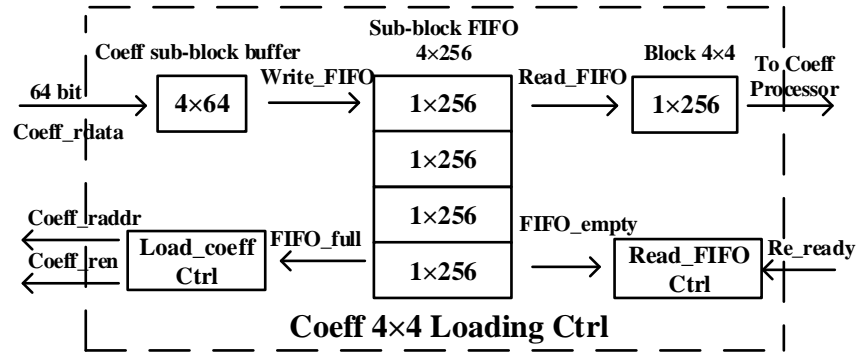 Coeff sub-block buffer
Sub-block FIFO
4×256
Block 4×4
To Coeff
Processor
64 bit
Coeff_rdata
4×64
Write_FIFO
1×256
Read_FIFO
1×256
1×256
1×256
1×256
Coeff_raddr
Coeff_ren
Load_coeff
Ctrl
FIFO_full
FIFO_empty
Read_FIFO
Ctrl
Re_ready
Coeff 4×4 Loading Ctrl